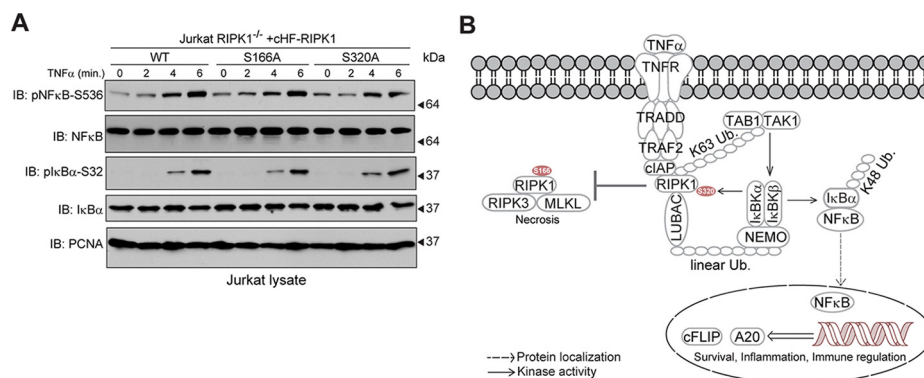 A
Jurkat RIPK1-/- +cHF-RIPK1
WT S166A S320A kDa
TNFα (min.) 0 2 4 6 0 2 4 6 0 2 4 6
IB: pNFκB-S536
◄64
IB: NFκB
◄64
IB: pIκBα-S32
◄37
IB: IκBα
◄37
IB: PCNA
◄37
Jurkat lysate
B
TNFα
TNFR
TRADD
TRAF2
cIAP
K63 Ub.
TAB1 TAK1
S166
RIPK1
RIPK3 MLKL
Necrosis
RIPK1 S320
LUBAC
linear Ub.
IκBKα
IκBKβ
NEMO
K48 Ub.
IκBα
NFκB
NFκB
cFLIP A20
Survival, Inflammation, Immune regulation
Protein localization
Kinase activity